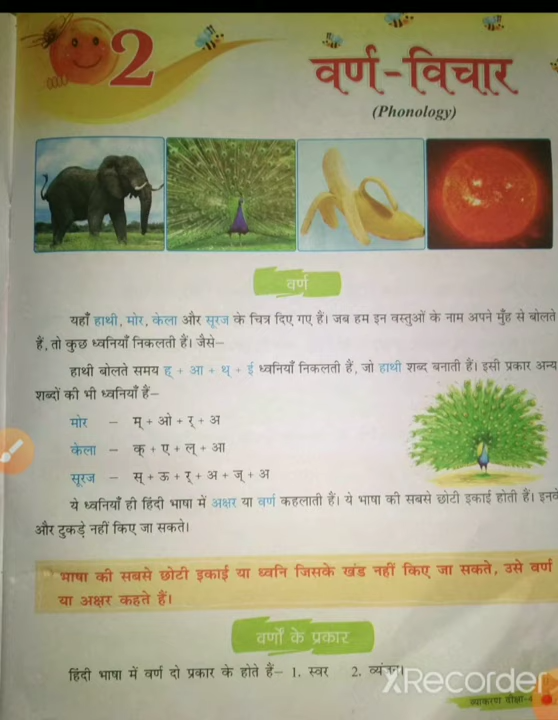 2
वर्ण-विचार
(Phonology)
वर्ण
यहाँ हाथी, मोर, केला और सूरज के चित्र दिए गए हैं। जब हम इन वस्तुओं के नाम अपने मुँह से बोलते
हैं, तो कुछ ध्वनियाँ निकलती हैं। जैसे–
हाथी बोलते समय ह् + आ + थ् + ई ध्वनियाँ निकलती हैं, जो हाथी शब्द बनाती हैं। इसी प्रकार अन्य
शब्दों की भी ध्वनियाँ हैं–
मोर – म् + ओ + र् + अ
केला – क् + ए + ल् + आ
सूरज – स् + ऊ + र् + अ + ज् + अ
ये ध्वनियाँ ही हिंदी भाषा में अक्षर या वर्ण कहलाती हैं। ये भाषा की सबसे छोटी इकाई होती हैं। इनके
और टुकड़े नहीं किए जा सकते।
भाषा की सबसे छोटी इकाई या ध्वनि जिसके खंड नहीं किए जा सकते, उसे वर्ण
या अक्षर कहते हैं।
वर्णों के प्रकार
हिंदी भाषा में वर्ण दो प्रकार के होते हैं– 1. स्वर 2. व्यंजन।
XRecorder
व्याकरण दीक्षा-4